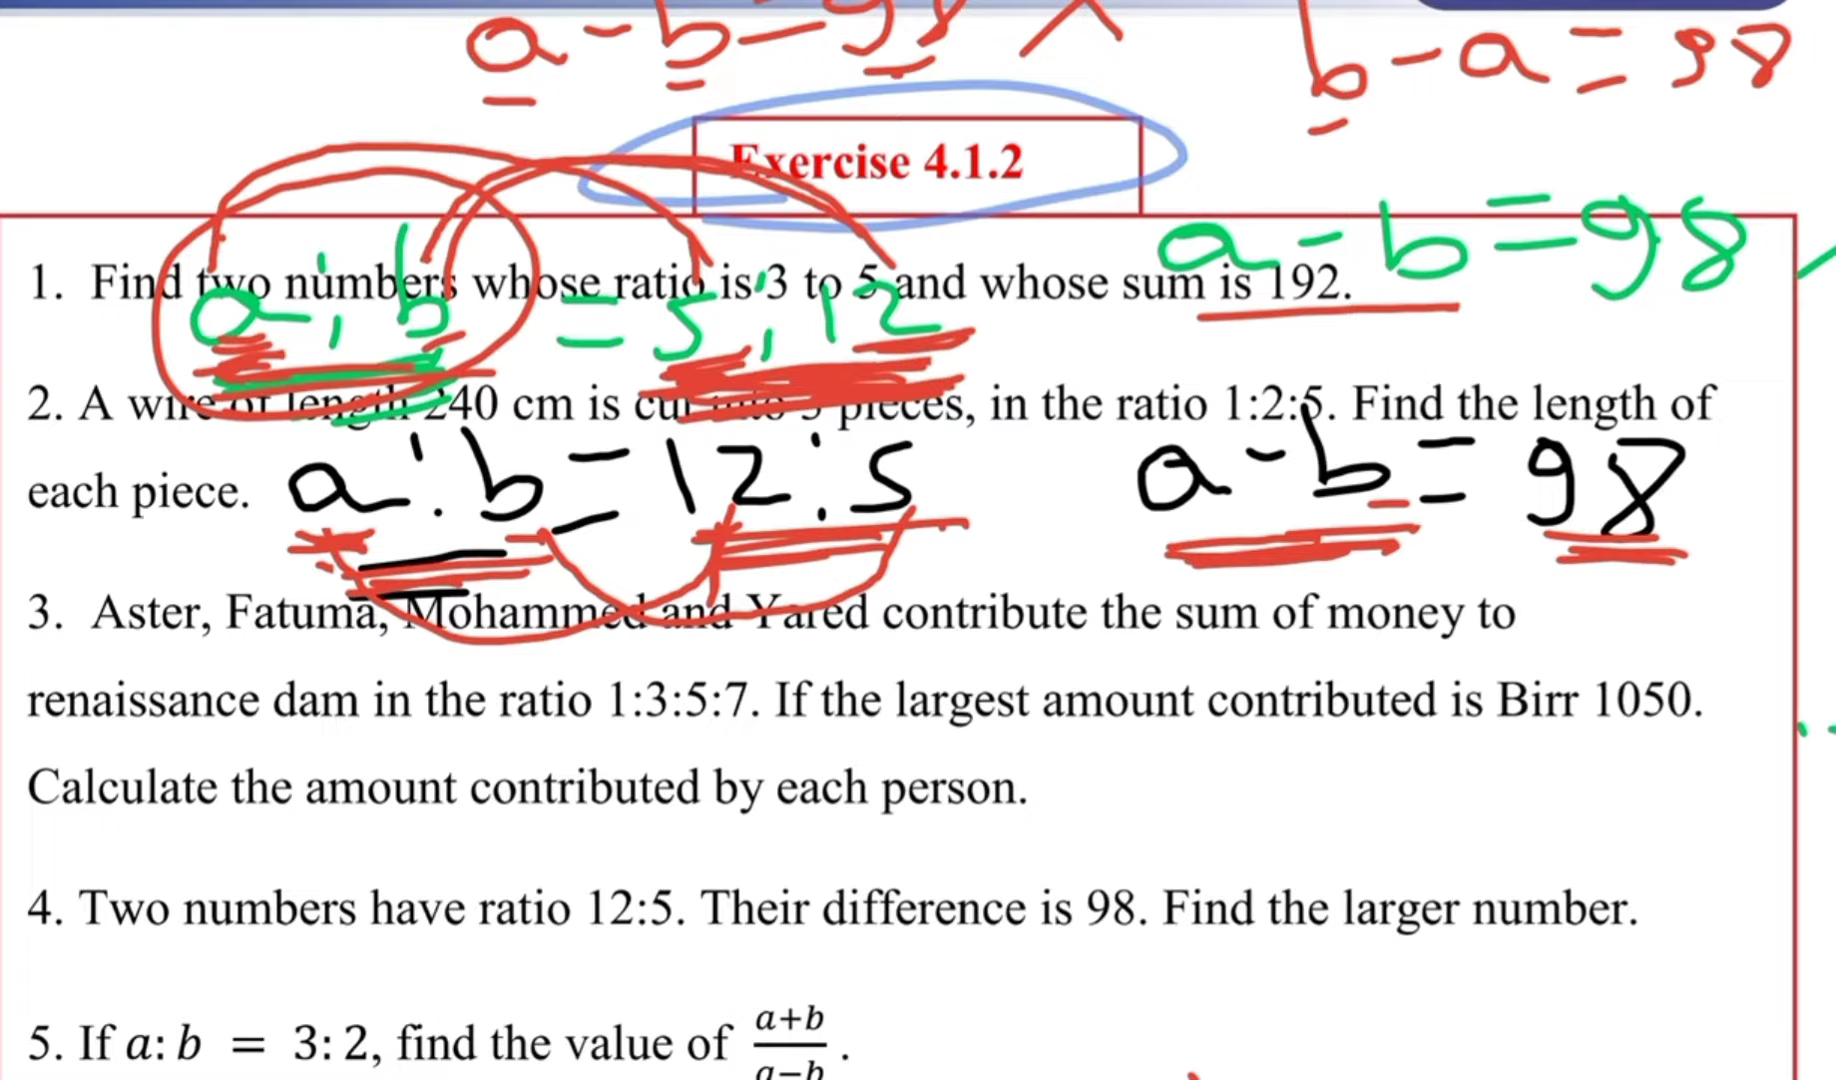 a - b = 98
b - a = 98
Exercise 4.1.2
a - b = 98
1. Find two numbers whose ratio is 3 to 5 and whose sum is 192.
a : b = 5 : 12
2. A wire of length 240 cm is cut into 3 pieces, in the ratio 1:2:5. Find the length of
each piece.
a : b = 12 : 5
a - b = 98
3. Aster, Fatuma, Mohammed and Yared contribute the sum of money to
renaissance dam in the ratio 1:3:5:7. If the largest amount contributed is Birr 1050.
Calculate the amount contributed by each person.
4. Two numbers have ratio 12:5. Their difference is 98. Find the larger number.
5. If a: b = 3: 2, find the value of a+b/a−b .